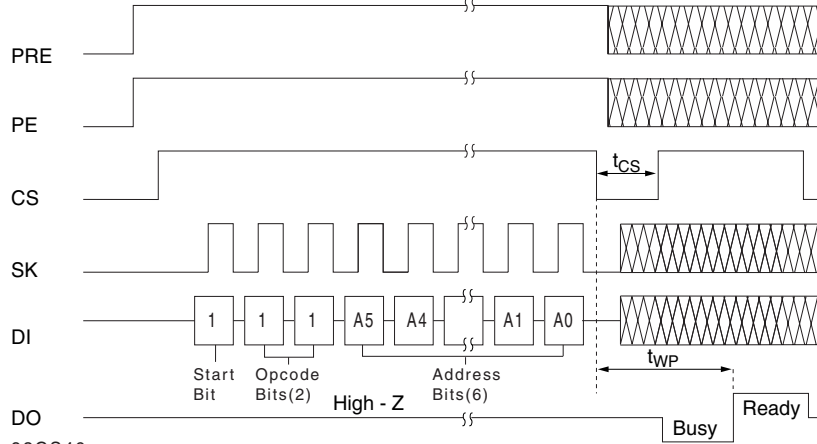 PRE
PE
CS
tCS
SK
DI
1 1 1 A5 A4 A1 A0
Start Bit
Opcode Bits(2)
Address Bits(6)
tWP
High - Z
DO
Busy
Ready